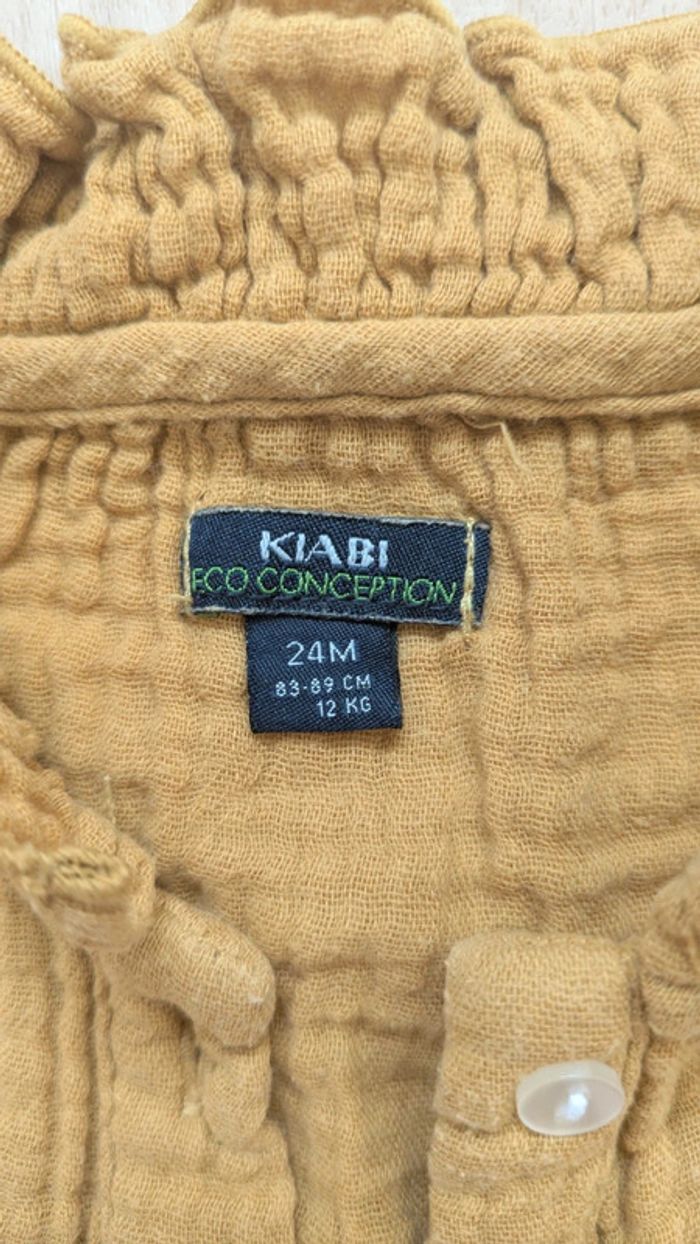 KIABI
ECO CONCEPTION
24M
83-89 CM
12 KG